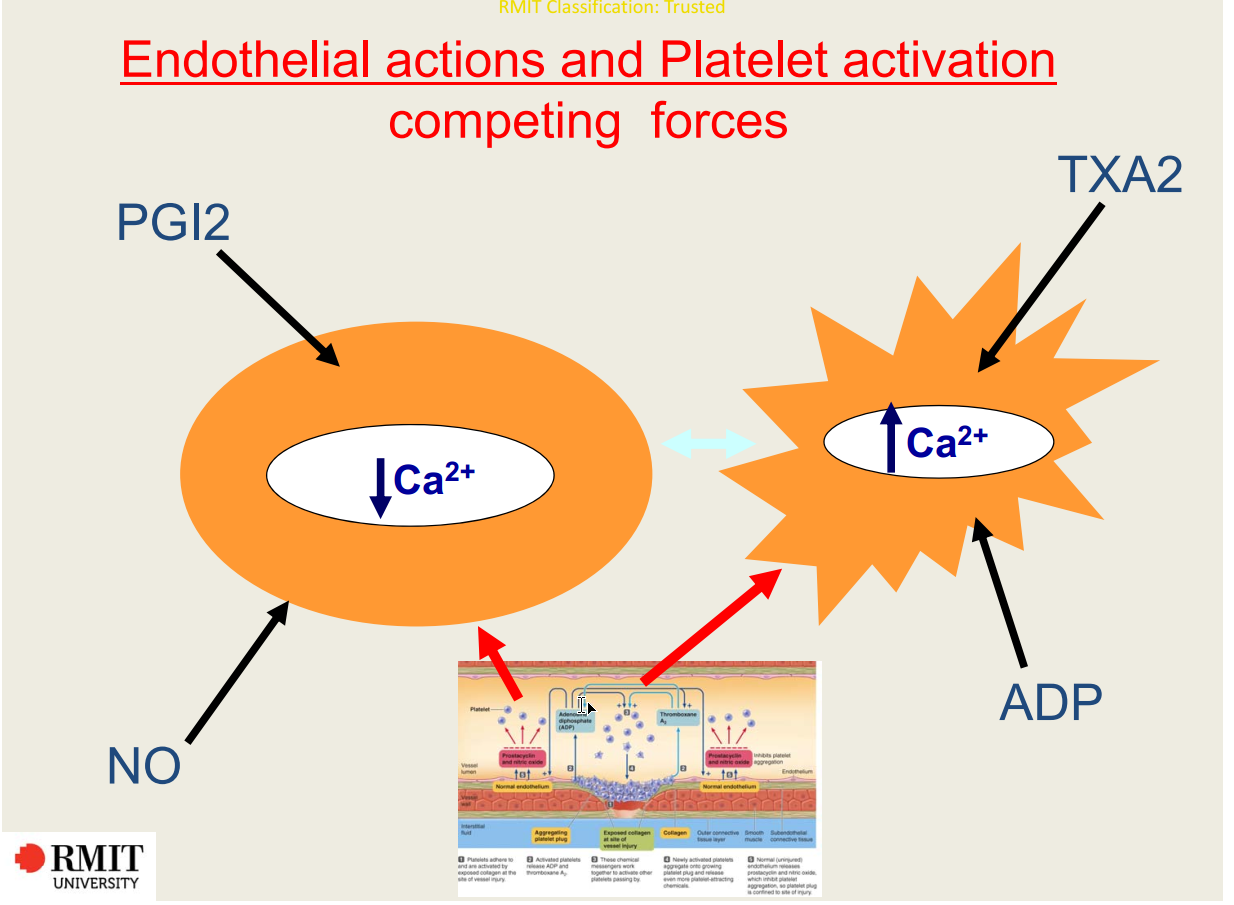 RMIT Classification: Trusted
Endothelial actions and Platelet activation
competing forces
TXA2
PGI2
↓Ca2+
↑Ca2+
ADP
NO
Platelet
Adenosine
diphosphate
(ADP)
Thromboxane
A2
Prostacyclin
and nitric oxide
Prostacyclin
and nitric oxide
Inhibits platelet
aggregation
Vessel
lumen
Normal endothelium
Normal endothelium
Endothelium
Vessel
wall
Interstitial
fluid
Aggregating
platelet plug
Exposed collagen
at site of
vessel injury
Collagen
Outer connective
tissue layer
Smooth
muscle
Subendothelial
connective tissue
1 Platelets adhere to
and are activated by
exposed collagen at the
site of vessel injury.
2 Activated platelets
release ADP and
thromboxane A2.
3 These chemical
messengers work
together to activate other
platelets passing by.
4 Newly activated platelets
aggregate onto growing
platelet plug and release
even more platelet-attracting
chemicals.
5 Normal (uninjured)
endothelium releases
prostacyclin and nitric oxide,
which inhibit platelet
aggregation, so platelet plug
is confined to site of injury.
RMIT
UNIVERSITY